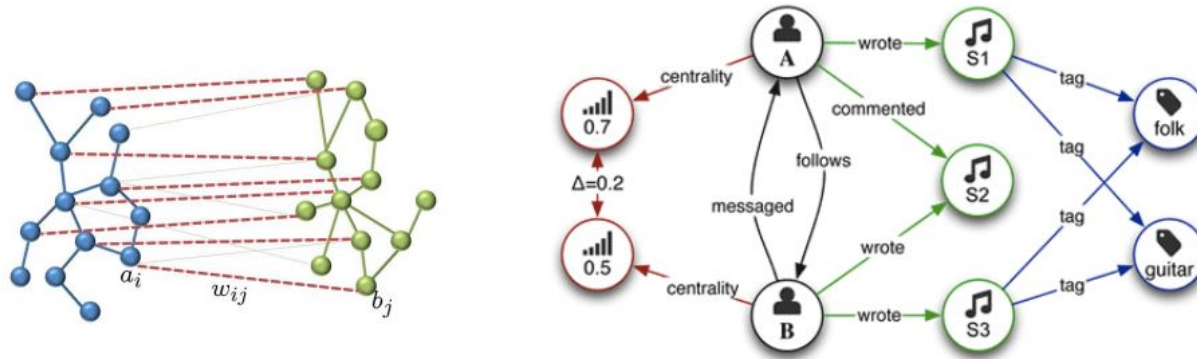 a_i
w_ij
b_j
A
wrote
S1
centrality
tag
0.7
commented
folk
tag
follows
Δ=0.2
S2
messaged
tag
wrote
0.5
guitar
centrality
tag
B
wrote
S3